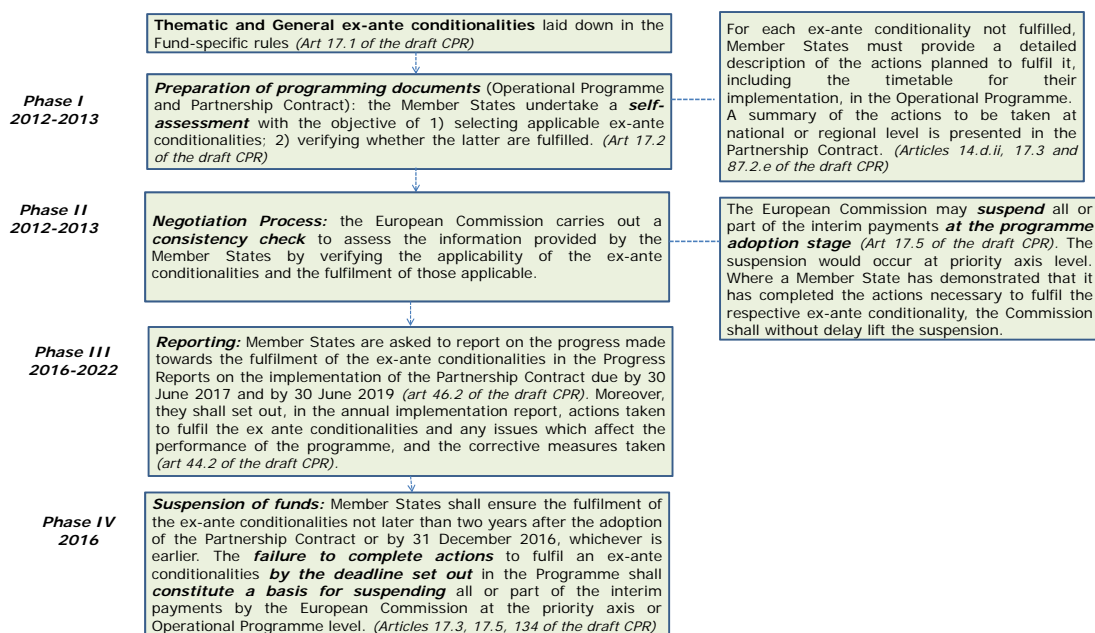 Thematic and General ex-ante conditionalities laid down in the
Fund-specific rules (Art 17.1 of the draft CPR)
Phase I
2012-2013
Preparation of programming documents (Operational Programme
and Partnership Contract): the Member States undertake a self-
assessment with the objective of 1) selecting applicable ex-ante
conditionalities; 2) verifying whether the latter are fulfilled. (Art 17.2
of the draft CPR)
For each ex-ante conditionality not fulfilled,
Member States must provide a detailed
description of the actions planned to fulfil it,
including the timetable for their
implementation, in the Operational Programme.
A summary of the actions to be taken at
national or regional level is presented in the
Partnership Contract. (Articles 14.d.ii, 17.3 and
87.2.e of the draft CPR)
Phase II
2012-2013
Negotiation Process: the European Commission carries out a
consistency check to assess the information provided by the
Member States by verifying the applicability of the ex-ante
conditionalities and the fulfilment of those applicable.
The European Commission may suspend all or
part of the interim payments at the programme
adoption stage (Art 17.5 of the draft CPR). The
suspension would occur at priority axis level.
Where a Member State has demonstrated that it
has completed the actions necessary to fulfil the
respective ex-ante conditionality, the Commission
shall without delay lift the suspension.
Phase III
2016-2022
Reporting: Member States are asked to report on the progress made
towards the fulfilment of the ex-ante conditionalities in the Progress
Reports on the implementation of the Partnership Contract due by 30
June 2017 and by 30 June 2019 (art 46.2 of the draft CPR). Moreover,
they shall set out, in the annual implementation report, actions taken
to fulfil the ex ante conditionalities and any issues which affect the
performance of the programme, and the corrective measures taken
(art 44.2 of the draft CPR).
Phase IV
2016
Suspension of funds: Member States shall ensure the fulfilment of
the ex-ante conditionalities not later than two years after the adoption
of the Partnership Contract or by 31 December 2016, whichever is
earlier. The failure to complete actions to fulfil an ex-ante
conditionalities by the deadline set out in the Programme shall
constitute a basis for suspending all or part of the interim
payments by the European Commission at the priority axis or
Operational Programme level. (Articles 17.3, 17.5, 134 of the draft CPR)